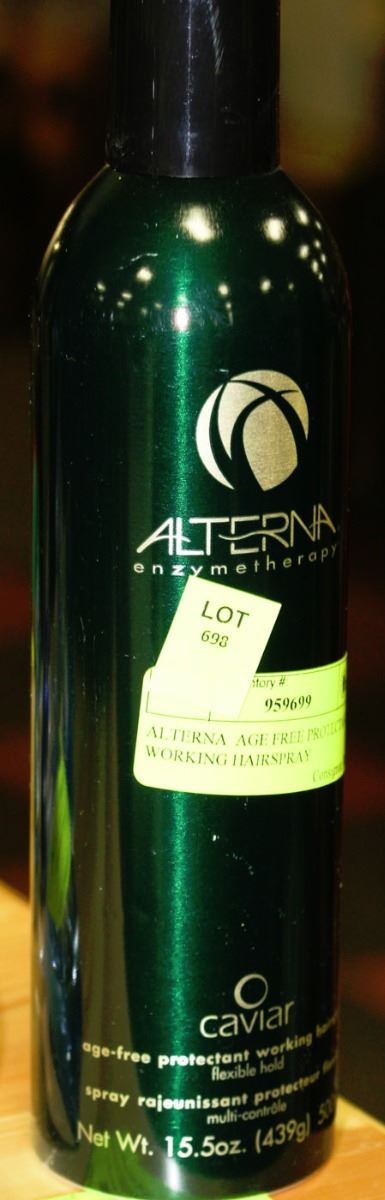 ALTERNA
enzymetherapy
LOT
698
#
959699
ALTERNA AGE FREE
WORKING HAIRSPRAY
caviar
age-free protectant working
flexible hold
spray rajeunissant protecteur
multi-contrôle
Net Wt. 15.5oz. (439g)